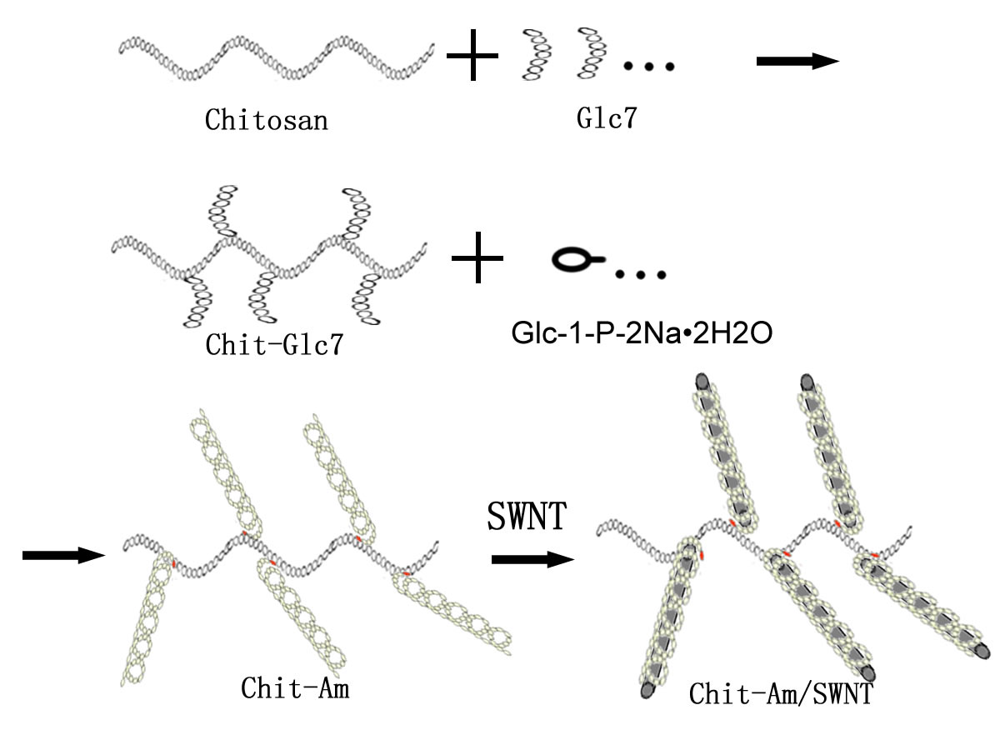 Chitosan
Glc7
Chit-Glc7
Glc-1-P-2Na•2H2O
SWNT
Chit-Am
Chit-Am/SWNT